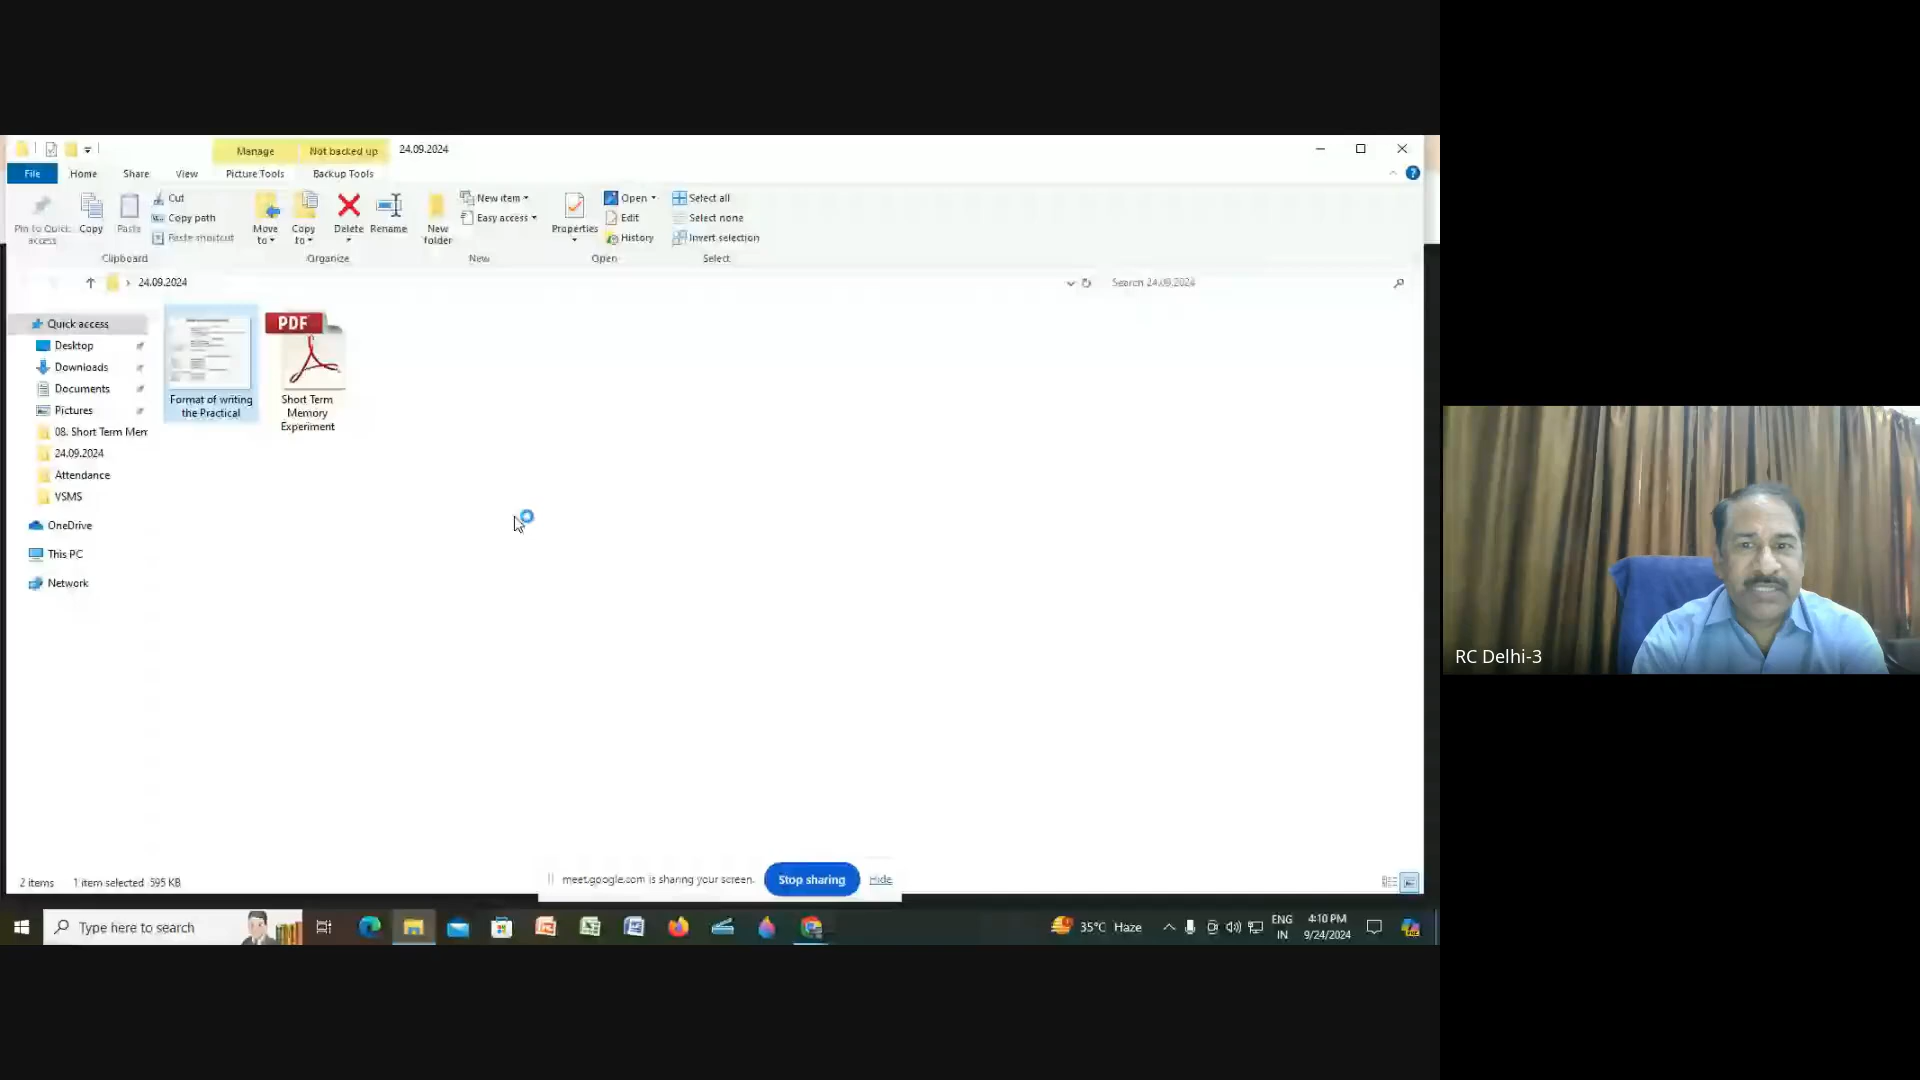 Manage
Not backed up
24.09.2024
File
Home
Share
View
Picture Tools
Backup Tools
Pin to Quick access
Copy
Paste
Cut
Copy path
Paste shortcut
Move to
Copy to
Delete
Rename
New folder
New item
Easy access
Properties
Open
Edit
History
Select all
Select none
Invert selection
Clipboard
Organize
New
Open
Select
24.09.2024
Search 24.09.2024
Quick access
Desktop
Downloads
Documents
Pictures
08. Short Term Mem
24.09.2024
Attendance
VSMS
OneDrive
This PC
Network
Format of writing
the Practical
PDF
Short Term
Memory
Experiment
RC Delhi-3
2 items
1 item selected 595 KB
meet.google.com is sharing your screen.
Stop sharing
Hide
Type here to search
35°C Haze
ENG
IN
4:10 PM
9/24/2024